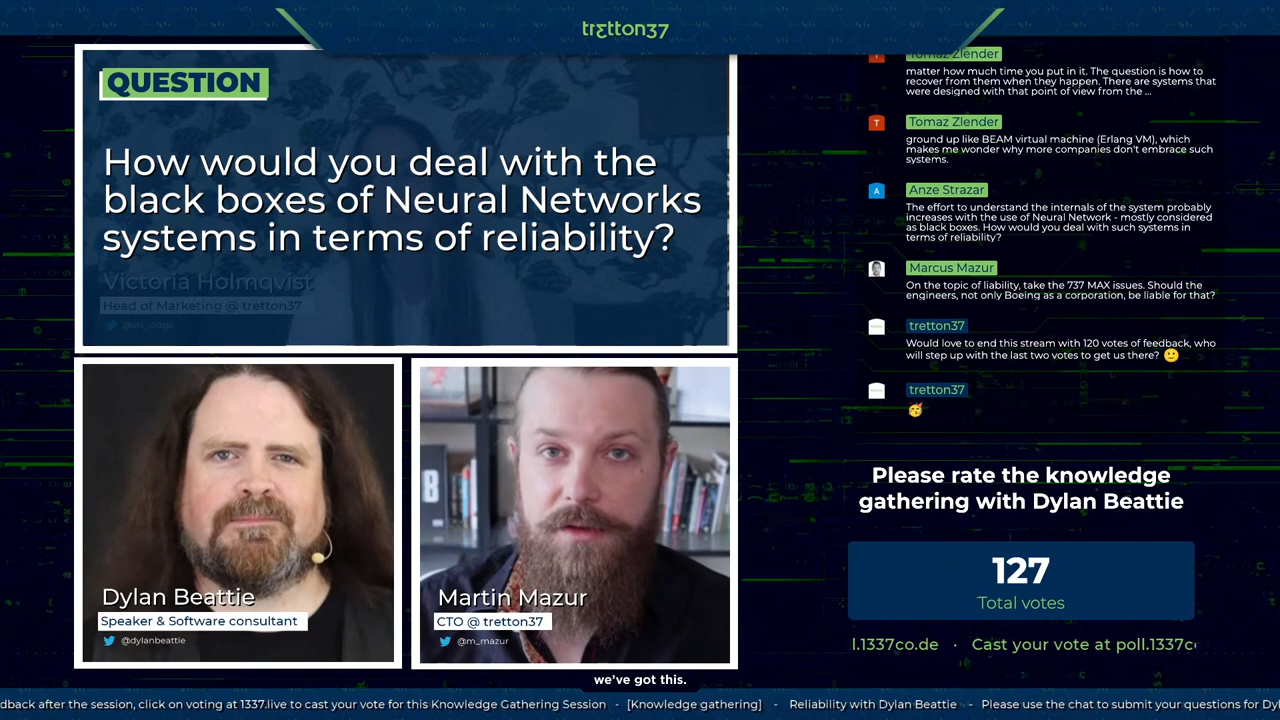 tretton37
QUESTION
How would you deal with the
black boxes of Neural Networks
systems in terms of reliability?
Victoria Holmqvist
Head of Marketing @ tretton37
Dylan Beattie
Speaker & Software consultant
@dylanbeattie
Martin Mazur
CTO @ tretton37
@m_mazur
Tomaz Zlender
matter how much time you put in it. The question is how to
recover from them when they happen. There are systems that
were designed with that point of view from the ...
T
Tomaz Zlender
ground up like BEAM virtual machine (Erlang VM), which
makes me wonder why more companies don't embrace such
systems.
A
Anze Strazar
The effort to understand the internals of the system probably
increases with the use of Neural Network - mostly considered
as black boxes. How would you deal with such systems in
terms of reliability?
Marcus Mazur
On the topic of liability, take the 737 MAX issues. Should the
engineers, not only Boeing as a corporation, be liable for that?
tretton37
Would love to end this stream with 120 votes of feedback, who
will step up with the last two votes to get us there? 🙂
tretton37
🥳
Please rate the knowledge
gathering with Dylan Beattie
127
Total votes
l.1337co.de · Cast your vote at poll.1337c
we've got this.
dback after the session, click on voting at 1337.live to cast your vote for this Knowledge Gathering Session - [Knowledge gathering] - Reliability with Dylan Beattie - Please use the chat to submit your questions for Dy